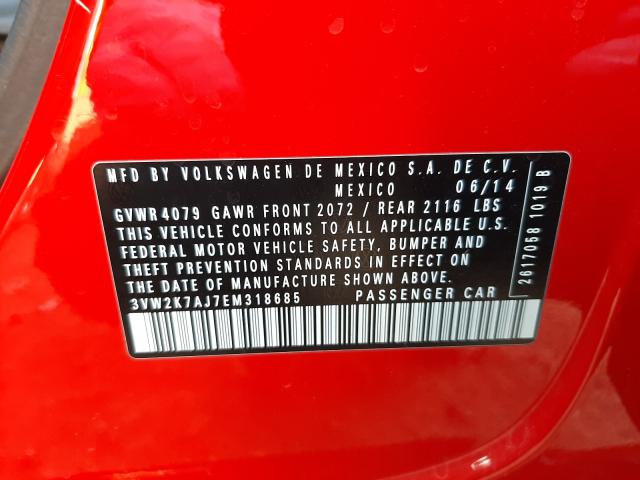 MFD BY VOLKSWAGEN DE MEXICO S.A. DE C.V.
MEXICO 06/14
GVWR 4079 GAWR FRONT 2072 / REAR 2116 LBS
THIS VEHICLE CONFORMS TO ALL APPLICABLE U.S.
FEDERAL MOTOR VEHICLE SAFETY, BUMPER AND
THEFT PREVENTION STANDARDS IN EFFECT ON
THE DATE OF MANUFACTURE SHOWN ABOVE.
3VW2K7AJ7EM318685 PASSENGER CAR
2617058 1019 B